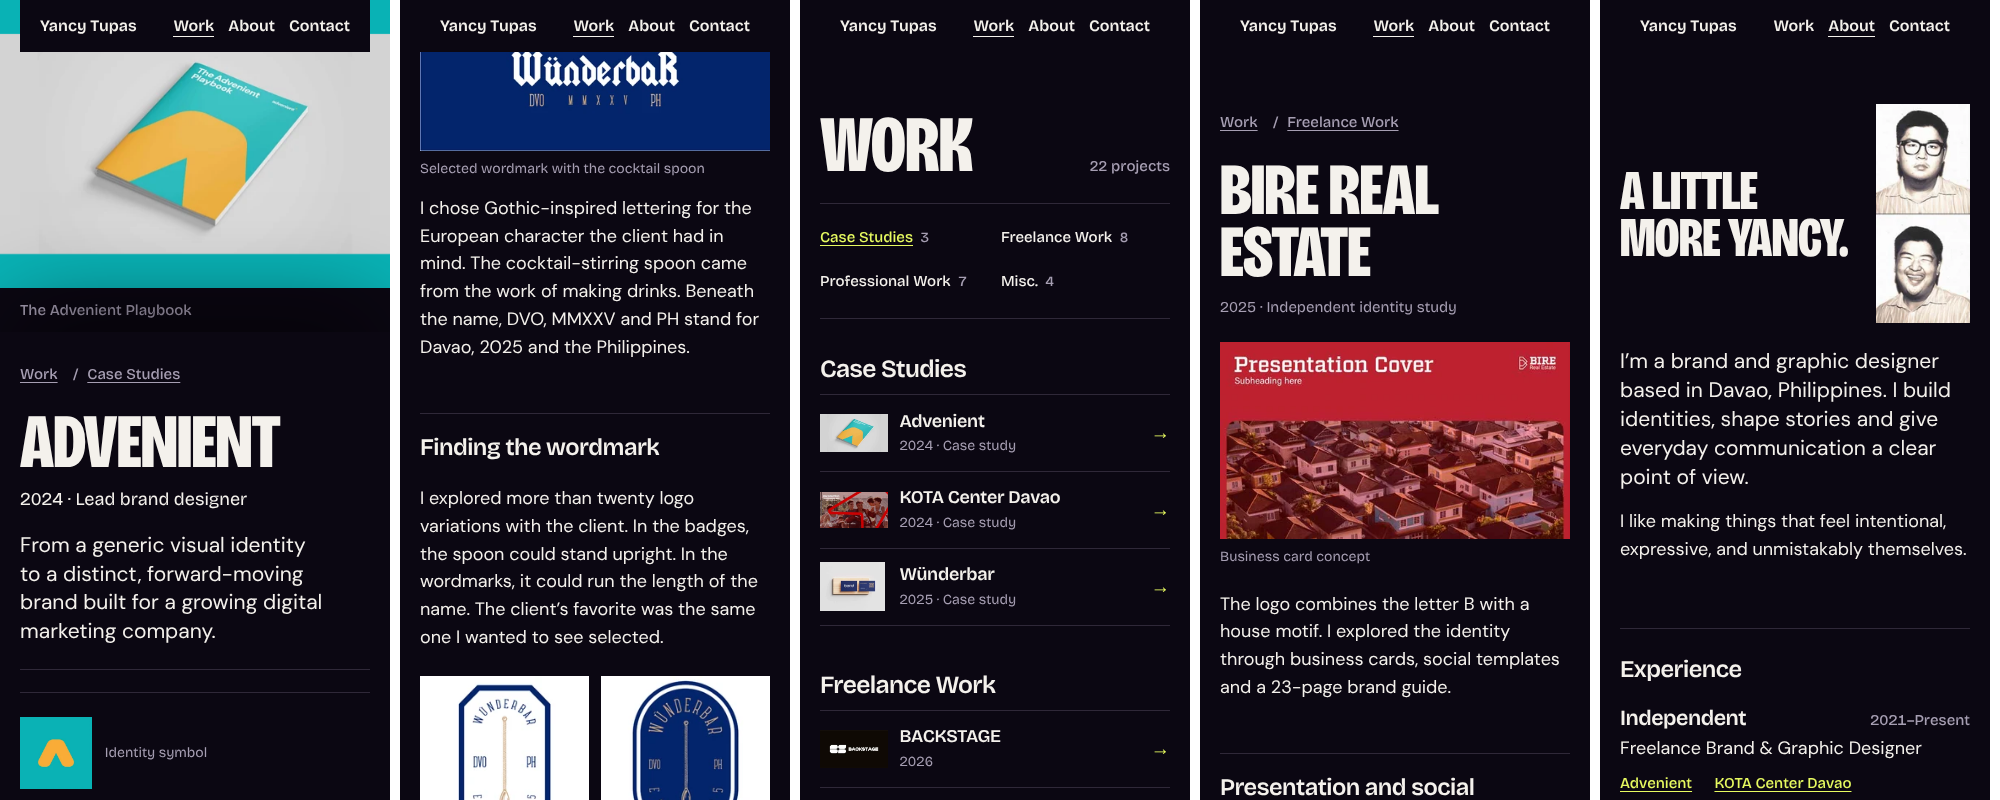 Yancy Tupas Work About Contact
The Advenient
Playbook
The Advenient Playbook
Work / Case Studies
ADVENIENT
2024 · Lead brand designer
From a generic visual identity
to a distinct, forward-moving
brand built for a growing digital
marketing company.
Identity symbol
Yancy Tupas Work About Contact
WünderbaR
DVO M M X X V PH
Selected wordmark with the cocktail spoon
I chose Gothic-inspired lettering for the
European character the client had in
mind. The cocktail-stirring spoon came
from the work of making drinks. Beneath
the name, DVO, MMXXV and PH stand for
Davao, 2025 and the Philippines.
Finding the wordmark
I explored more than twenty logo
variations with the client. In the badges,
the spoon could stand upright. In the
wordmarks, it could run the length of the
name. The client’s favorite was the same
one I wanted to see selected.
WÜNDERBAR
DVO PH
WÜNDERBAR
DVO PH
Yancy Tupas Work About Contact
WORK
22 projects
Case Studies 3
Freelance Work 8
Professional Work 7
Misc. 4
Case Studies
Advenient
2024 · Case study
→
KOTA Center Davao
2024 · Case study
→
Wünderbar
2025 · Case study
→
Freelance Work
BACKSTAGE
BACKSTAGE
2026
→
Yancy Tupas Work About Contact
Work / Freelance Work
BIRE REAL
ESTATE
2025 · Independent identity study
Presentation Cover
Subheading here
BIRE
Real Estate
Business card concept
The logo combines the letter B with a
house motif. I explored the identity
through business cards, social templates
and a 23-page brand guide.
Presentation and social
Yancy Tupas Work About Contact
A LITTLE
MORE YANCY.
I’m a brand and graphic designer
based in Davao, Philippines. I build
identities, shape stories and give
everyday communication a clear
point of view.
I like making things that feel intentional,
expressive, and unmistakably themselves.
Experience
Independent 2021–Present
Freelance Brand & Graphic Designer
Advenient KOTA Center Davao